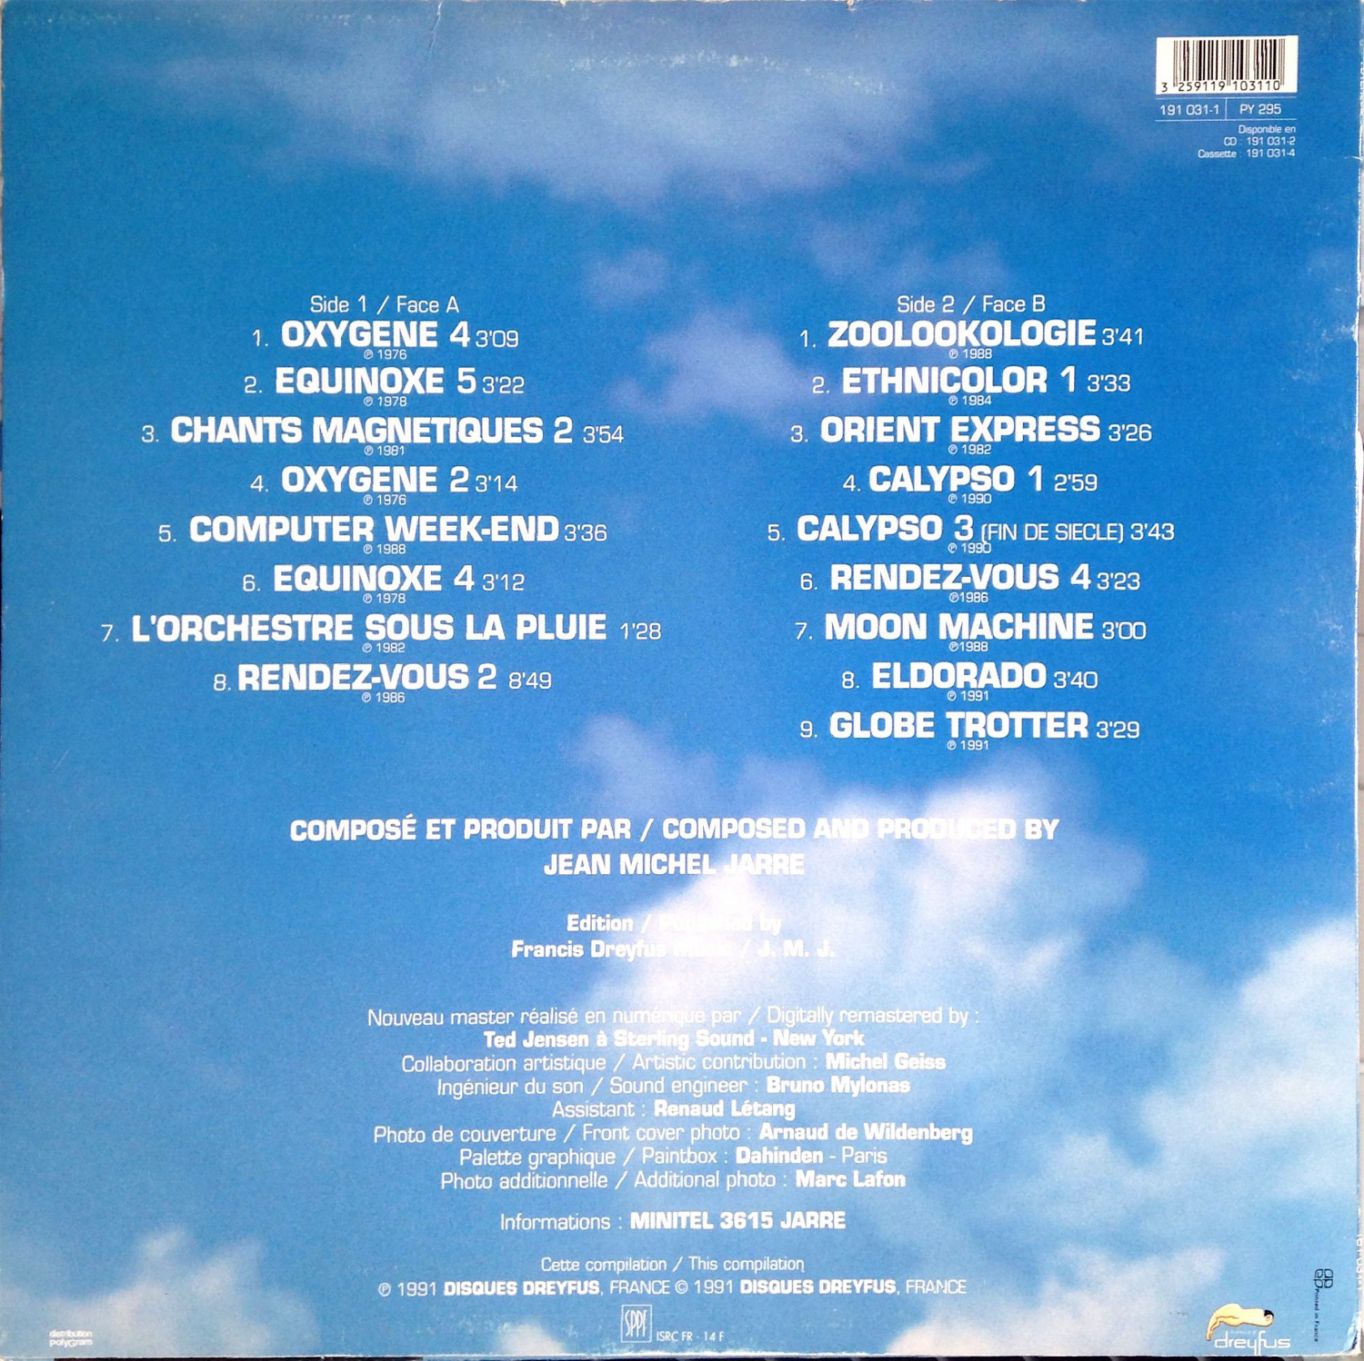 3 259119 103110
191 031-1 PY 295
Disponible en
CD : 191 031-2
Cassette : 191 031-4
Side 1 / Face A
1. OXYGENE 4 3'09
℗ 1976
2. EQUINOXE 5 3'22
℗ 1978
3. CHANTS MAGNETIQUES 2 3'54
℗ 1981
4. OXYGENE 2 3'14
℗ 1976
5. COMPUTER WEEK-END 3'36
℗ 1988
6. EQUINOXE 4 3'12
℗ 1978
7. L'ORCHESTRE SOUS LA PLUIE 1'28
℗ 1982
8. RENDEZ-VOUS 2 8'49
℗ 1986
Side 2 / Face B
1. ZOOLOOKOLOGIE 3'41
℗ 1988
2. ETHNICOLOR 1 3'33
℗ 1984
3. ORIENT EXPRESS 3'26
℗ 1982
4. CALYPSO 1 2'59
℗ 1990
5. CALYPSO 3 (FIN DE SIECLE) 3'43
℗ 1990
6. RENDEZ-VOUS 4 3'23
℗1986
7. MOON MACHINE 3'00
℗1988
8. ELDORADO 3'40
℗ 1991
9. GLOBE TROTTER 3'29
℗ 1991
COMPOSÉ ET PRODUIT PAR / COMPOSED AND PRODUCED BY
JEAN MICHEL JARRE
Edition / Published by
Francis Dreyfus Music / J. M. J.
Nouveau master réalisé en numérique par / Digitally remastered by :
Ted Jensen à Sterling Sound - New York
Collaboration artistique / Artistic contribution : Michel Geiss
Ingénieur du son / Sound engineer : Bruno Mylonas
Assistant : Renaud Létang
Photo de couverture / Front cover photo : Arnaud de Wildenberg
Palette graphique / Paintbox : Dahinden - Paris
Photo additionnelle / Additional photo : Marc Lafon
Informations : MINITEL 3615 JARRE
Cette compilation / This compilation
℗ 1991 DISQUES DREYFUS, FRANCE © 1991 DISQUES DREYFUS, FRANCE
SPPF ISRC FR - 14 F
distribution
polyGram
dreyfus
Printed in France